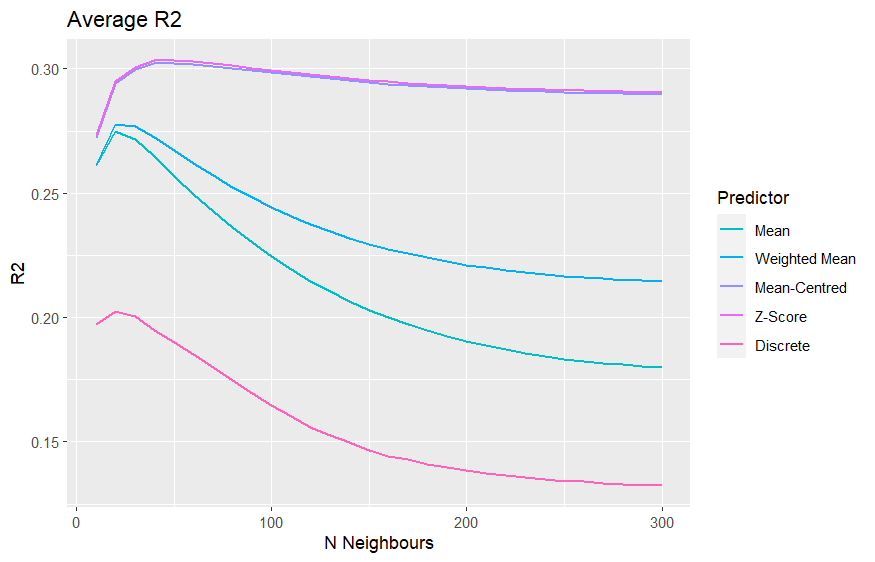 Average R2
0.30
0.25
0.20
0.15
R2
0
100
200
300
N Neighbours
Predictor
Mean
Weighted Mean
Mean-Centred
Z-Score
Discrete